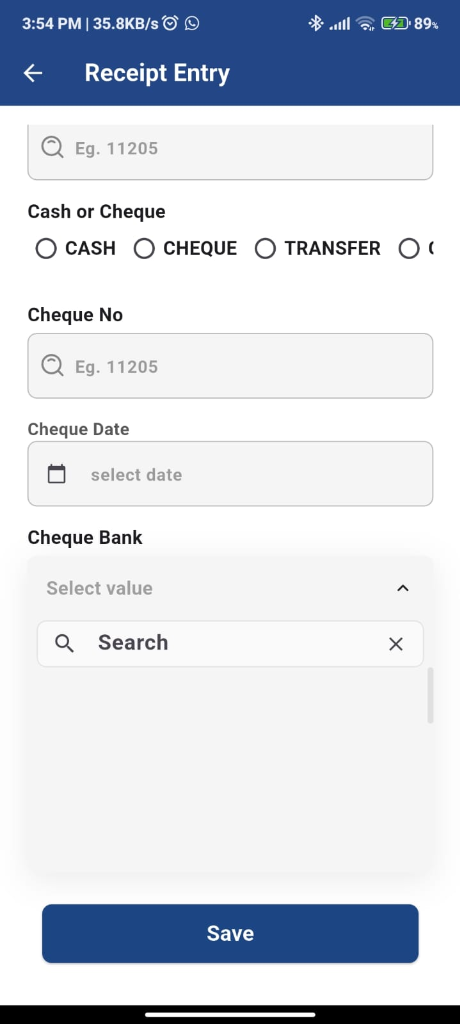 3:54 PM | 35.8KB/s
89%
Receipt Entry
Eg. 11205
Cash or Cheque
CASH CHEQUE TRANSFER
Cheque No
Eg. 11205
Cheque Date
select date
Cheque Bank
Select value
Search
Save